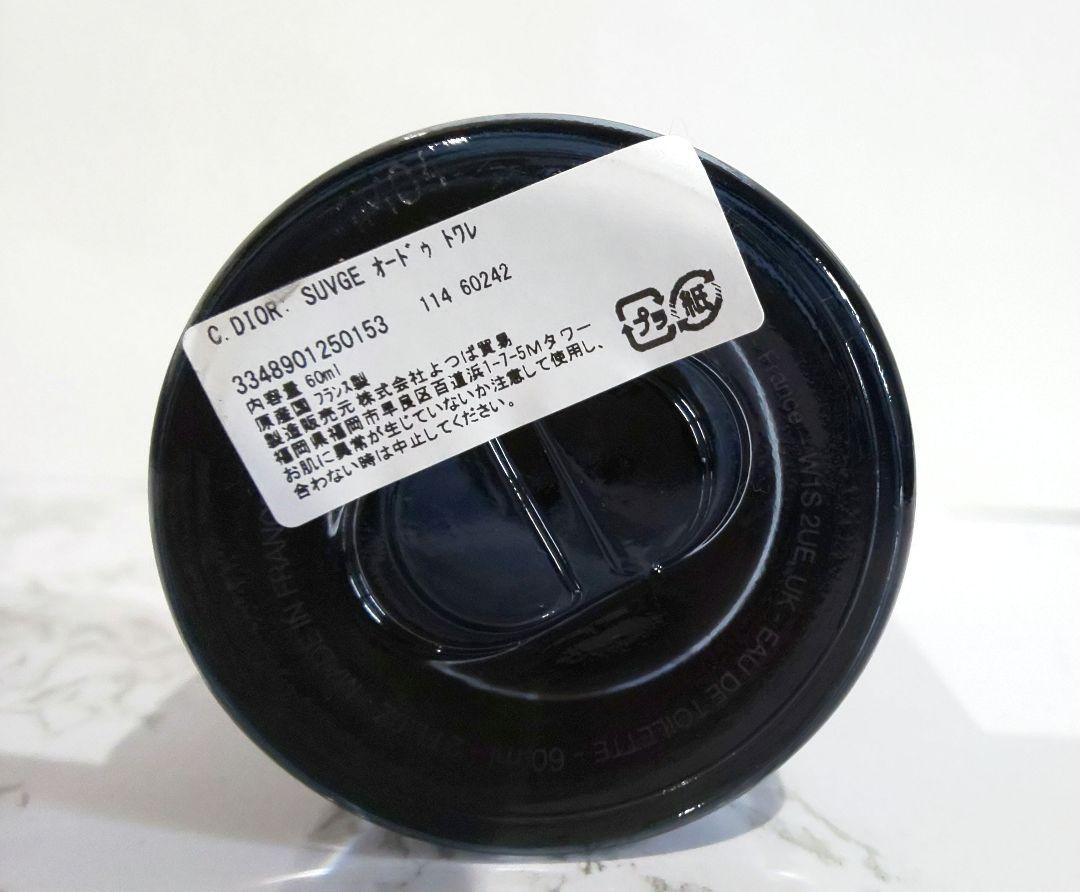 C.DIOR. SUVGE オードゥ トワレ
114 60242
3348901250153
内容量 60ml
原産国 フランス製
製造販売元 株式会社よつば貿易
福岡県福岡市早良区百道浜1-7-5Mタワー
お肌に異常が生じていないか注意して使用し、
合わない時は中止してください。
プラ
紙
France - W1S 2UE, UK - EAU DE TOILETTE - 60 ml - 2
MADE IN FRANCE